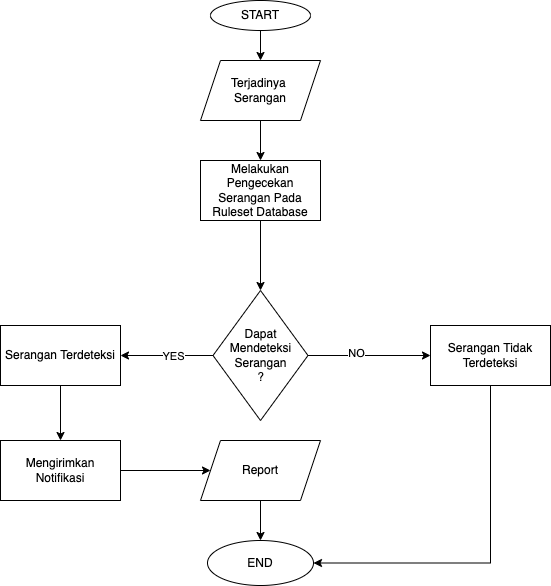 START
Terjadinya
Serangan
Melakukan
Pengecekan
Serangan Pada
Ruleset Database
Dapat
Mendeteksi
Serangan
?
YES
NO
Serangan Terdeteksi
Serangan Tidak
Terdeteksi
Mengirimkan
Notifikasi
Report
END